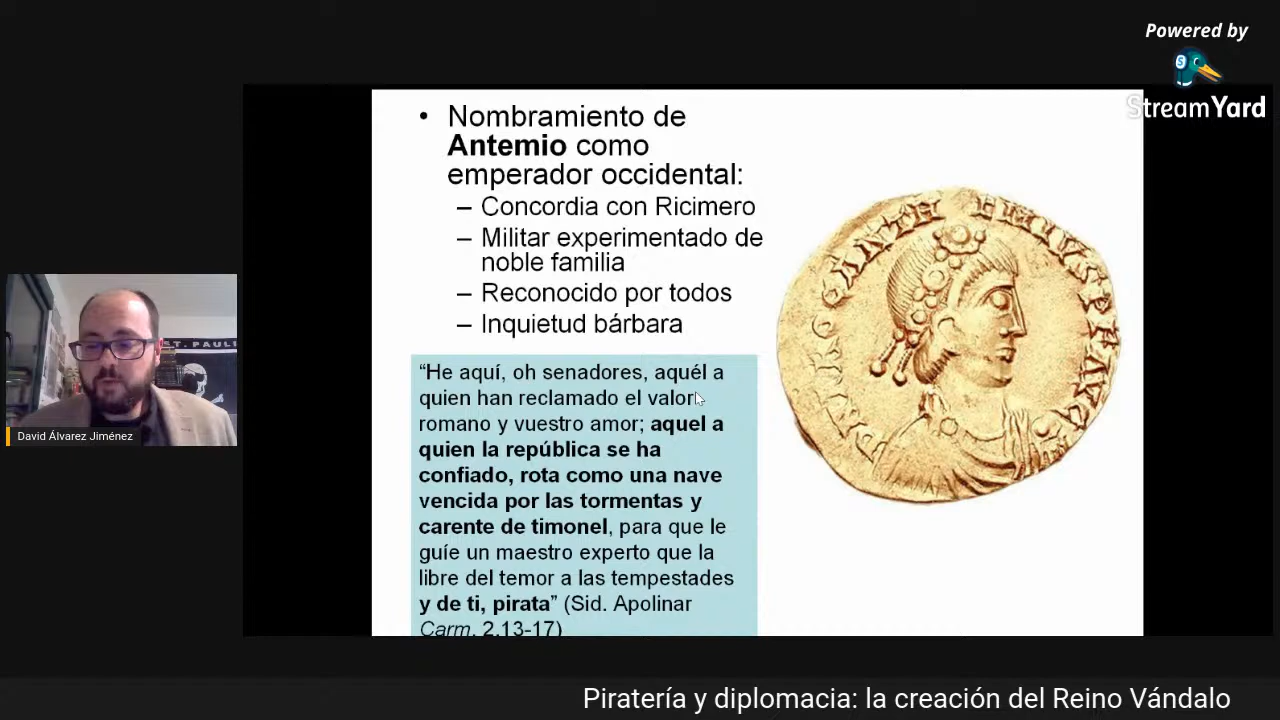 Powered by
StreamYard
• Nombramiento de
Antemio como
emperador occidental:
– Concordia con Ricimero
– Militar experimentado de
noble familia
– Reconocido por todos
– Inquietud bárbara
“He aquí, oh senadores, aquél a
quien han reclamado el valor
romano y vuestro amor; aquel a
quien la república se ha
confiado, rota como una nave
vencida por las tormentas y
carente de timonel, para que le
guíe un maestro experto que la
libre del temor a las tempestades
y de ti, pirata” (Sid. Apolinar
Carm. 2.13-17)
ST. PAULI
David Álvarez Jiménez
Piratería y diplomacia: la creación del Reino Vándalo